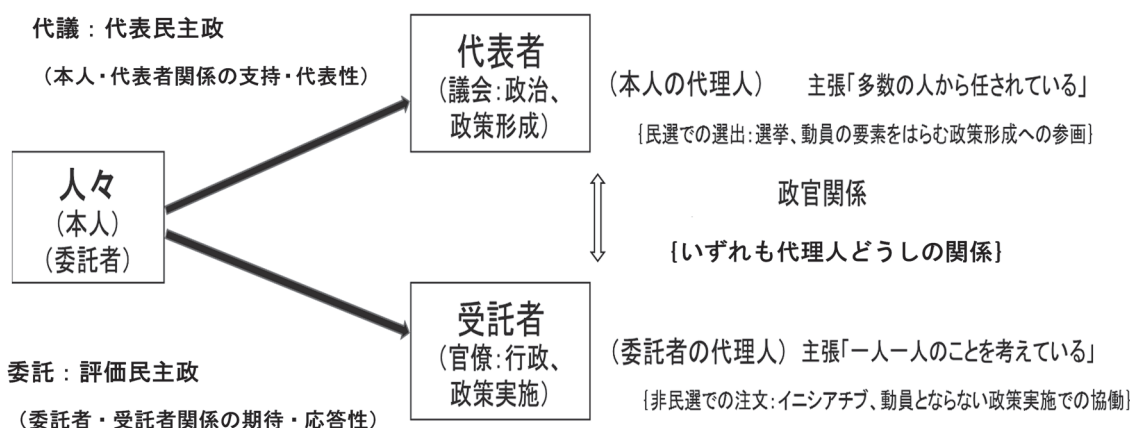 代議：代表民主政
（本人・代表者関係の支持・代表性）
代表者
（議会：政治、
政策形成）
（本人の代理人）　主張「多数の人から任されている」
｛民選での選出：選挙、動員の要素をはらむ政策形成への参画｝
人々
（本人）
（委託者）
政官関係
｛いずれも代理人どうしの関係｝
受託者
（官僚：行政、
政策実施）
（委託者の代理人）主張「一人一人のことを考えている」
｛非民選での注文：イニシアチブ、動員とならない政策実施での協働｝
委託：評価民主政
（委託者・受託者関係の期待・応答性）